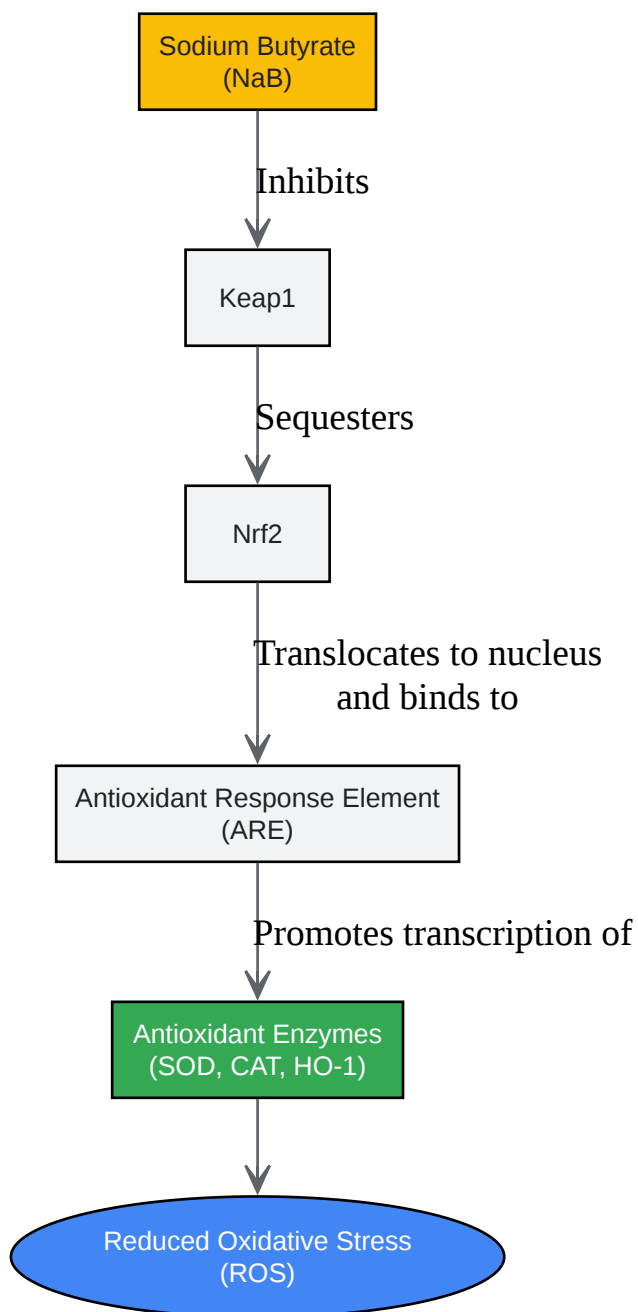 Sodium Butyrate
(NaB)
Inhibits
Keap1
Sequesters
Nrf2
Translocates to nucleus
and binds to
Antioxidant Response Element
(ARE)
Promotes transcription of
Antioxidant Enzymes
(SOD, CAT, HO-1)
Reduced Oxidative Stress
(ROS)